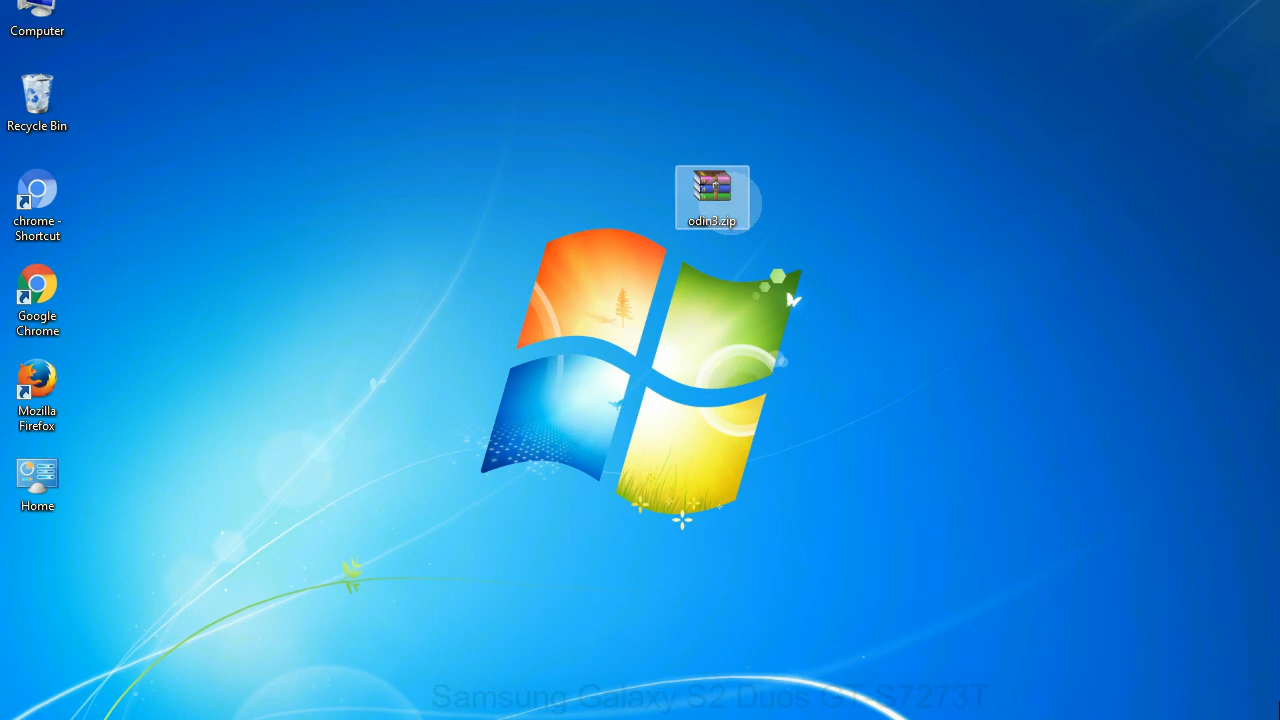 Computer
Recycle Bin
chrome -
Shortcut
Google
Chrome
Mozilla
Firefox
Home
odin3.zip
Samsung Galaxy S2 Duos GT-S7273T